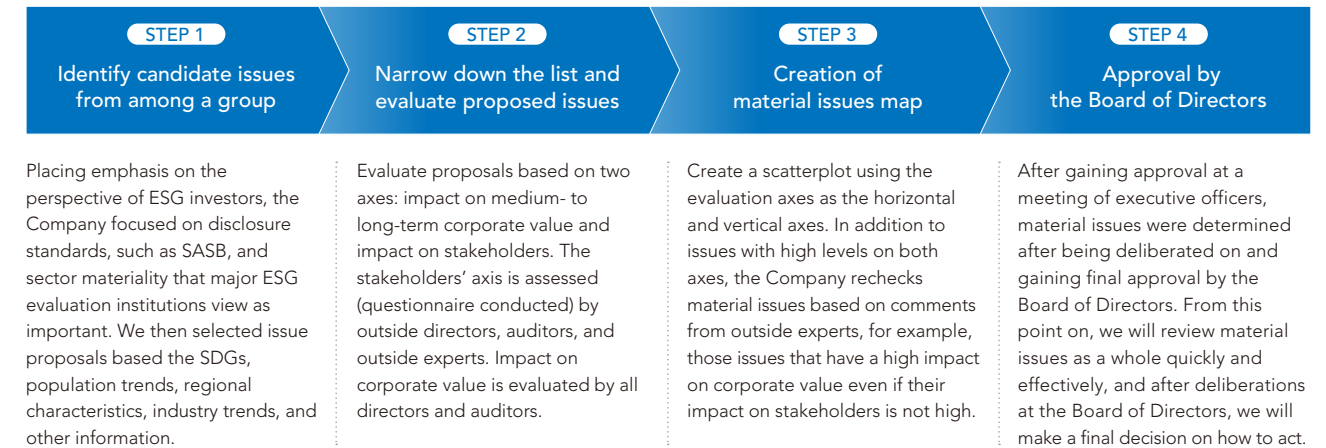 STEP 1
Identify candidate issues
from among a group
Placing emphasis on the
perspective of ESG investors, the
Company focused on disclosure
standards, such as SASB, and
sector materiality that major ESG
evaluation institutions view as
important. We then selected issue
proposals based the SDGs,
population trends, regional
characteristics, industry trends, and
other information.
STEP 2
Narrow down the list and
evaluate proposed issues
Evaluate proposals based on two
axes: impact on medium- to
long-term corporate value and
impact on stakeholders. The
stakeholders’ axis is assessed
(questionnaire conducted) by
outside directors, auditors, and
outside experts. Impact on
corporate value is evaluated by all
directors and auditors.
STEP 3
Creation of
material issues map
Create a scatterplot using the
evaluation axes as the horizontal
and vertical axes. In addition to
issues with high levels on both
axes, the Company rechecks
material issues based on comments
from outside experts, for example,
those issues that have a high impact
on corporate value even if their
impact on stakeholders is not high.
STEP 4
Approval by
the Board of Directors
After gaining approval at a
meeting of executive officers,
material issues were determined
after being deliberated on and
gaining final approval by the
Board of Directors. From this
point on, we will review material
issues as a whole quickly and
effectively, and after deliberations
at the Board of Directors, we will
make a final decision on how to act.